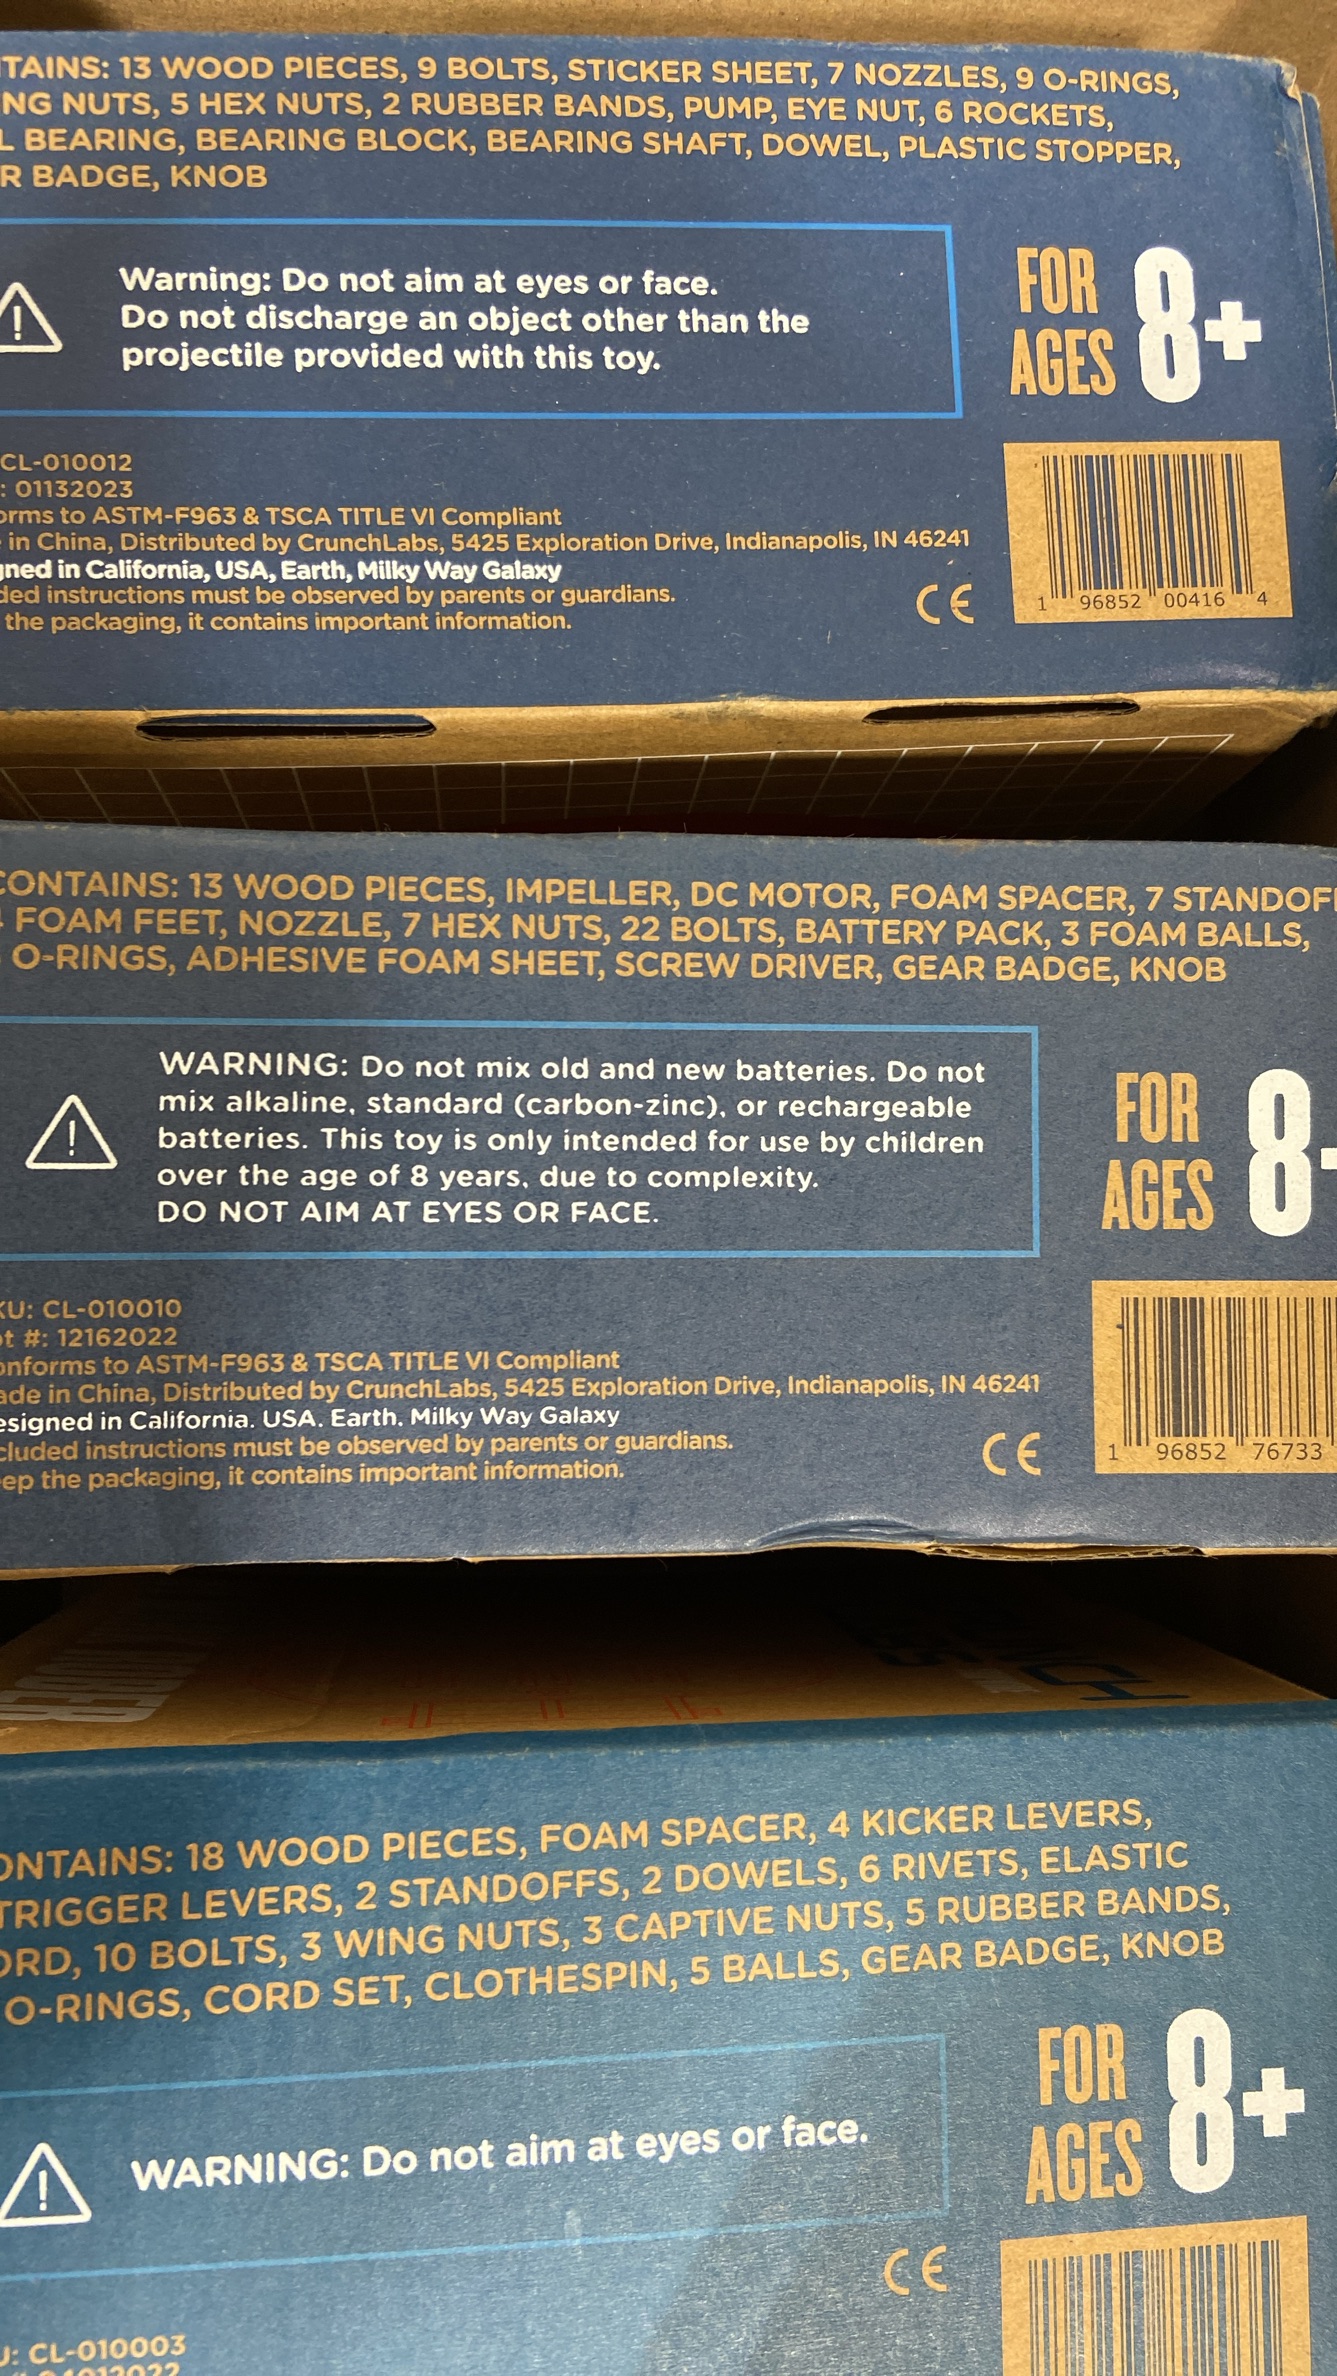 13 WOOD PIECES, 9 BOLTS, STICKER SHEET, 7 NOZZLES, 9 O-RINGS,
NUTS, 5 HEX NUTS, 2 RUBBER BANDS, PUMP, EYE NUT, 6 ROCKETS,
BEARING, BEARING BLOCK, BEARING SHAFT, DOWEL, PLASTIC STOPPER,
BADGE, KNOB
Warning: Do not aim at eyes or face.
Do not discharge an object other than the
projectile provided with this toy.
FOR
AGES
8+
CL-010012
: 01132023
to ASTM-F963 & TSCA TITLE VI Compliant
in China, Distributed by CrunchLabs, 5425 Exploration Drive, Indianapolis, IN 46241
in California, USA, Earth, Milky Way Galaxy
instructions must be observed by parents or guardians.
the packaging, it contains important information.
CE
1 96852 00416 4
CONTAINS: 13 WOOD PIECES, IMPELLER, DC MOTOR, FOAM SPACER, 7 STANDOF
FOAM FEET, NOZZLE, 7 HEX NUTS, 22 BOLTS, BATTERY PACK, 3 FOAM BALLS,
O-RINGS, ADHESIVE FOAM SHEET, SCREW DRIVER, GEAR BADGE, KNOB
WARNING: Do not mix old and new batteries. Do not
mix alkaline, standard (carbon-zinc), or rechargeable
batteries. This toy is only intended for use by children
over the age of 8 years, due to complexity.
DO NOT AIM AT EYES OR FACE.
FOR
AGES
8
KU: CL-010010
#: 12162022
onforms to ASTM-F963 & TSCA TITLE VI Compliant
ade in China, Distributed by CrunchLabs, 5425 Exploration Drive, Indianapolis, IN 46241
esigned in California. USA. Earth. Milky Way Galaxy
cluded instructions must be observed by parents or guardians.
eep the packaging, it contains important information.
CE
1 96852 76733
ONTAINS: 18 WOOD PIECES, FOAM SPACER, 4 KICKER LEVERS,
TRIGGER LEVERS, 2 STANDOFFS, 2 DOWELS, 6 RIVETS, ELASTIC
ORD, 10 BOLTS, 3 WING NUTS, 3 CAPTIVE NUTS, 5 RUBBER BANDS,
O-RINGS, CORD SET, CLOTHESPIN, 5 BALLS, GEAR BADGE, KNOB
WARNING: Do not aim at eyes or face.
FOR
AGES
8+
CE
U: CL-010003